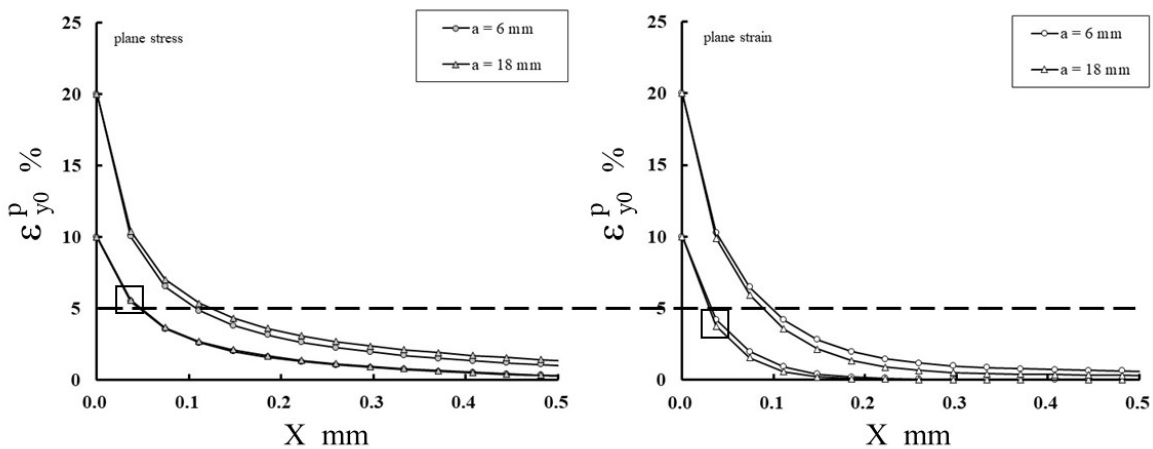 25
20
15
10
5
0
ε^p_y0 %
plane stress
a = 6 mm
a = 18 mm
0.0 0.1 0.2 0.3 0.4 0.5
X mm
25
20
15
10
5
0
ε^p_y0 %
plane strain
a = 6 mm
a = 18 mm
0.0 0.1 0.2 0.3 0.4 0.5
X mm